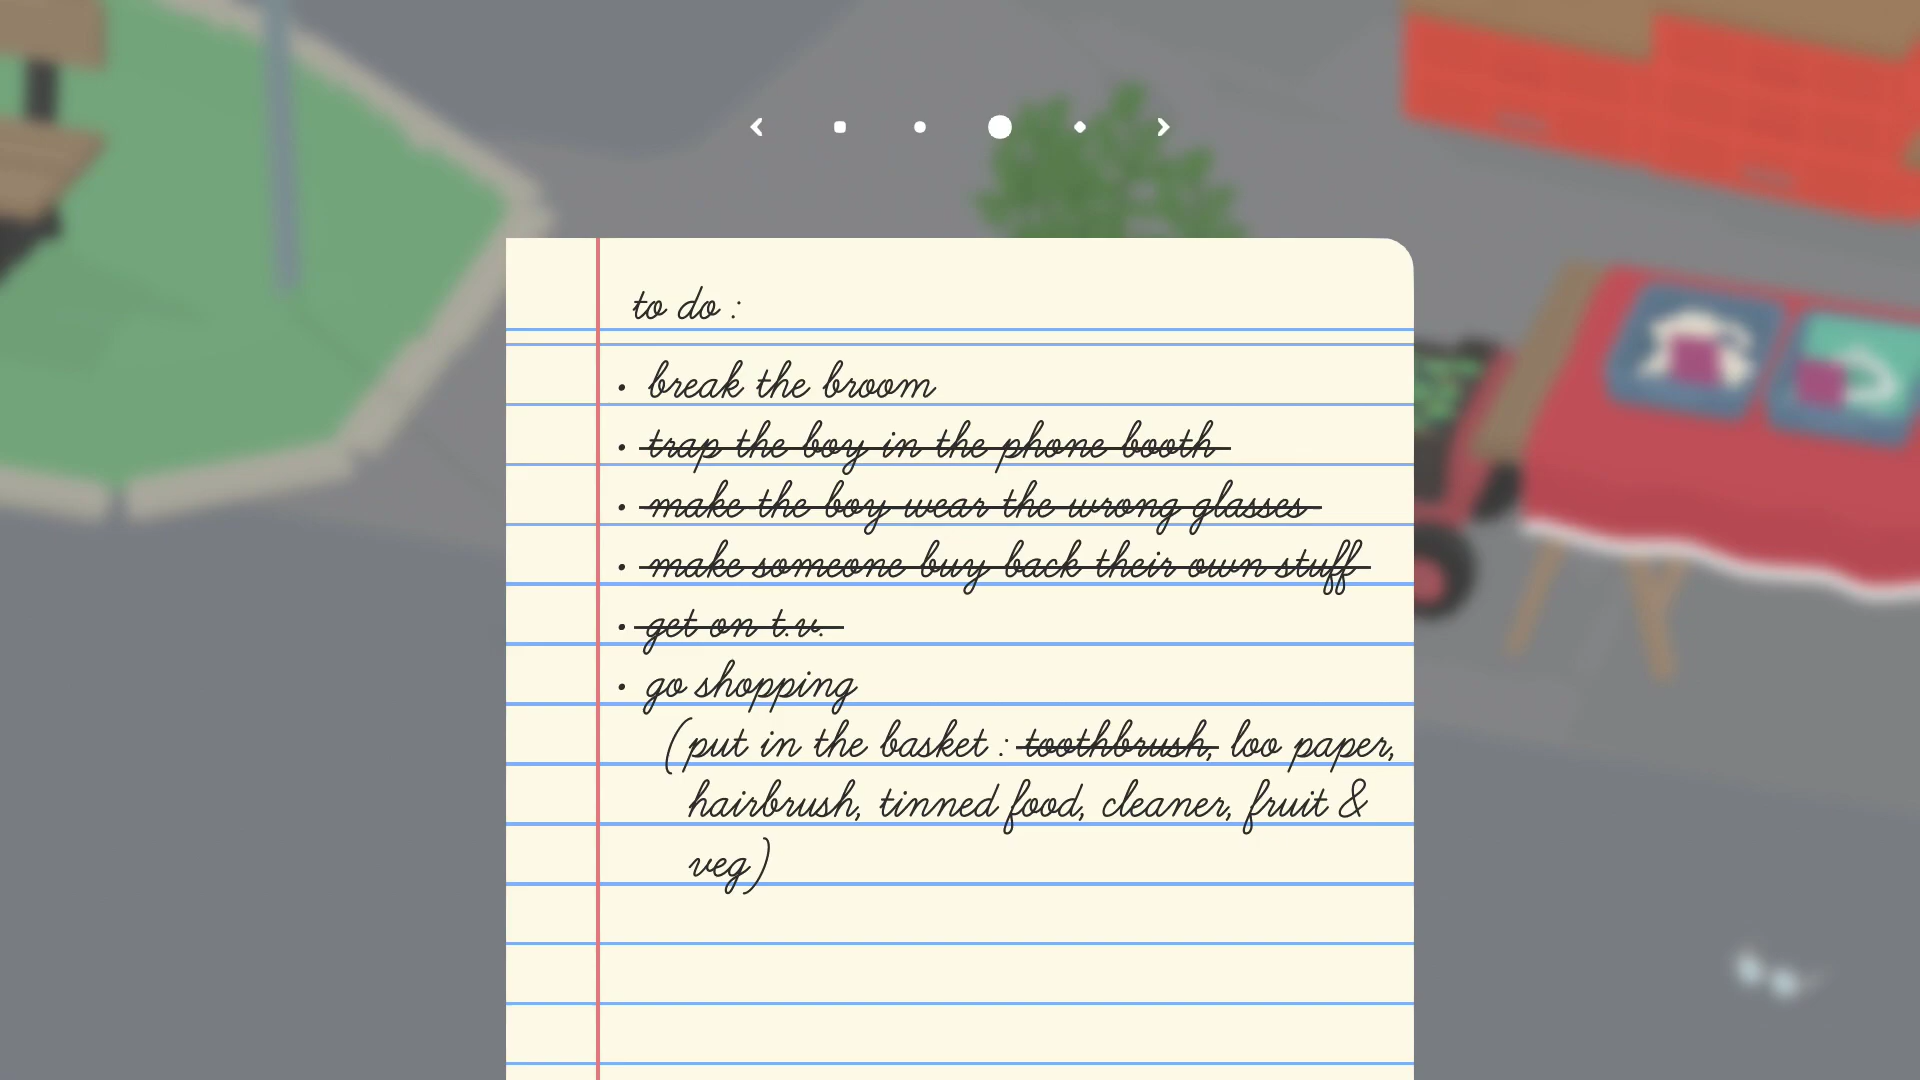 to do :
• break the broom
• trap the boy in the phone booth
• make the boy wear the wrong glasses
• make someone buy back their own stuff
• get on t.v.
• go shopping
(put in the basket : toothbrush, loo paper,
hairbrush, tinned food, cleaner, fruit &
veg)